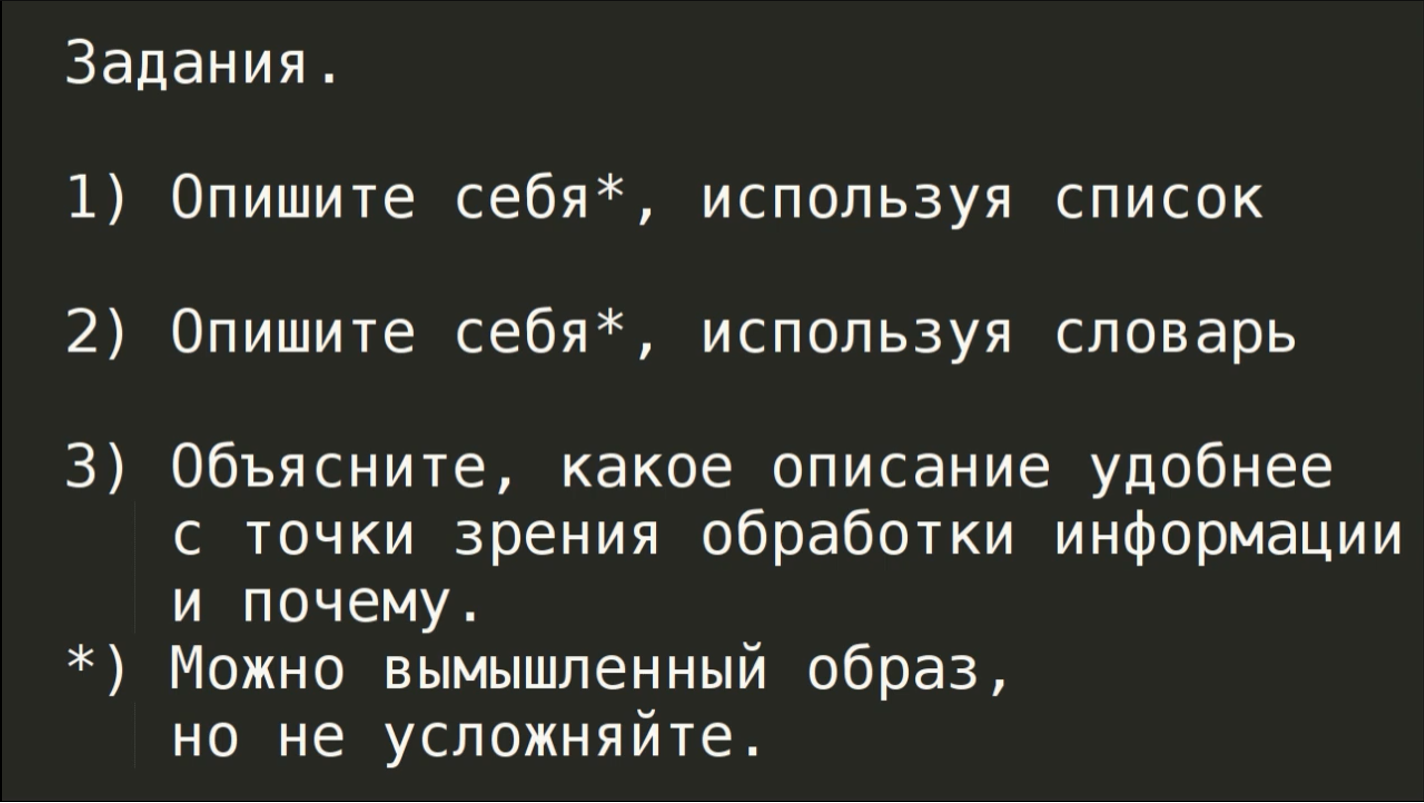 Задания.
1) Опишите себя*, используя список
2) Опишите себя*, используя словарь
3) Объясните, какое описание удобнее
с точки зрения обработки информации
и почему.
*) Можно вымышленный образ,
но не усложняйте.